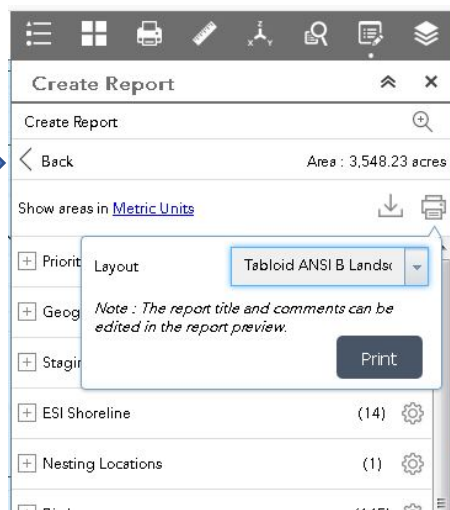 Create Report
Create Report
Back
Area : 3,548.23 acres
Show areas in Metric Units
Layout
Tabloid ANSI B Landsc
Note : The report title and comments can be
edited in the report preview.
Print
Priorit
Geog
Stagin
ESI Shoreline (14)
Nesting Locations (1)